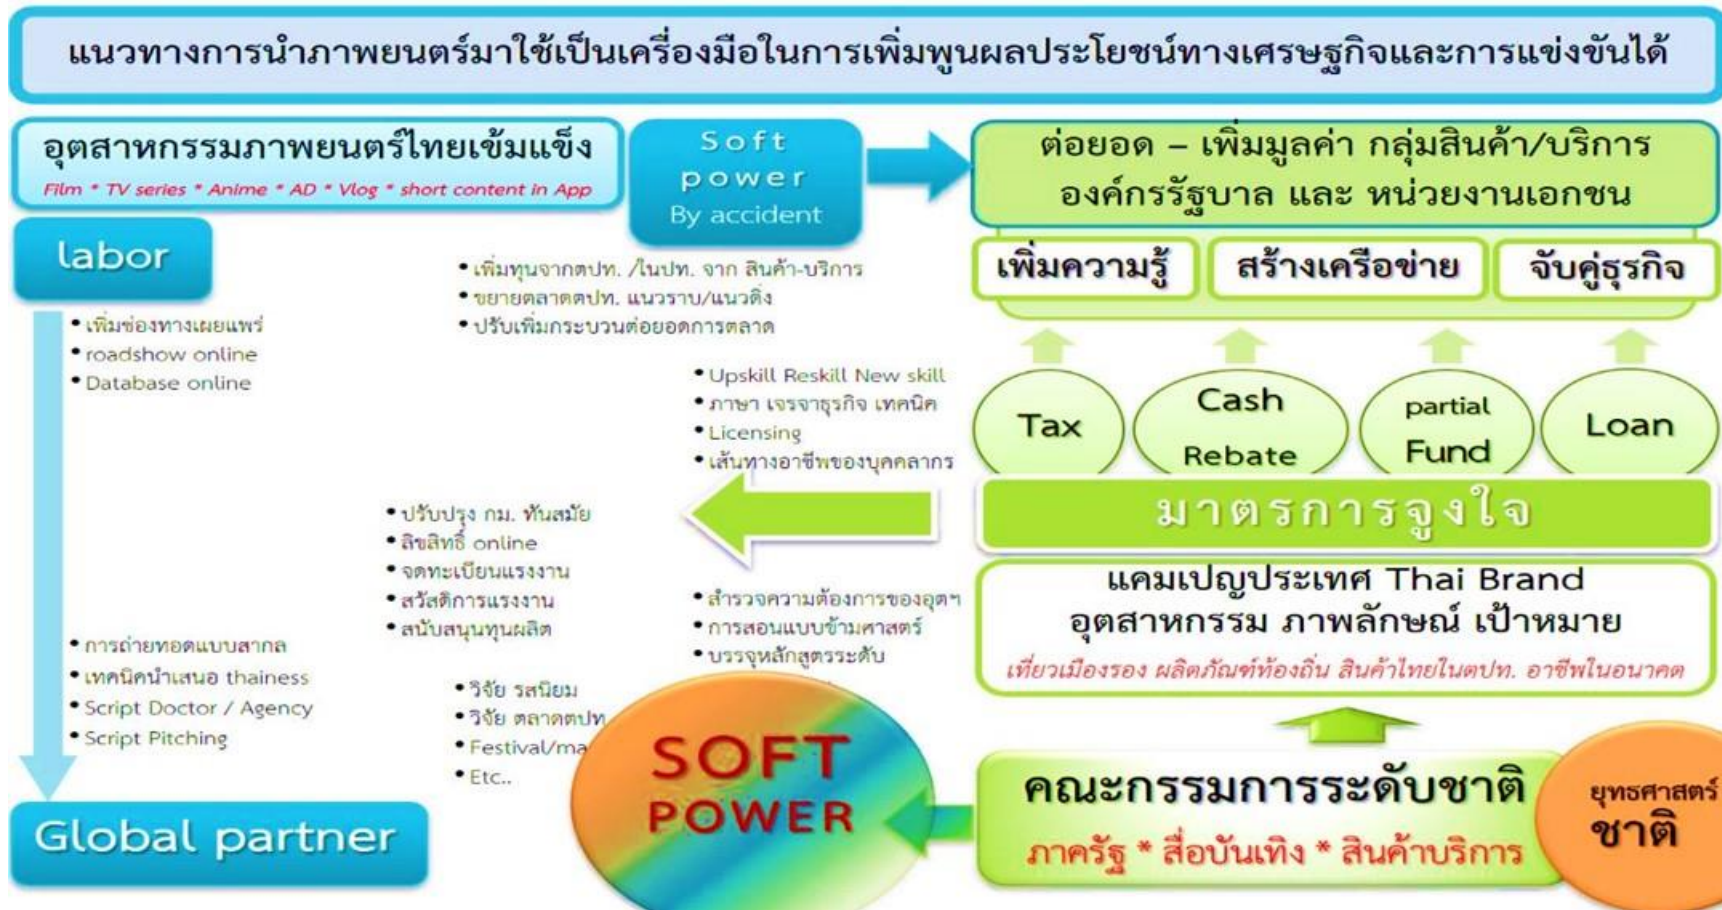 แนวทางการนำภาพยนตร์มาใช้เป็นเครื่องมือในการเพิ่มพูนผลประโยชน์ทางเศรษฐกิจและการแข่งขันได้
อุตสาหกรรมภาพยนตร์ไทยเข้มแข็ง
Film * TV series * Anime * AD * Vlog * short content in App
Soft
power
By accident
ต่อยอด – เพิ่มมูลค่า กลุ่มสินค้า/บริการ
องค์กรรัฐบาล และ หน่วยงานเอกชน
เพิ่มความรู้
สร้างเครือข่าย
จับคู่ธุรกิจ
labor
• เพิ่มทุนจากตปท. /ในปท. จาก สินค้า-บริการ
• ขยายตลาดตปท. แนวราบ/แนวดิ่ง
• ปรับเพิ่มกระบวนต่อยอดการตลาด
• เพิ่มช่องทางเผยแพร่
• roadshow online
• Database online
• Upskill Reskill New skill
• ภาษา เจรจาธุรกิจ เทคนิค
• Licensing
• เส้นทางอาชีพของบุคคลากร
Tax
Cash
Rebate
partial
Fund
Loan
มาตรการจูงใจ
• ปรับปรุง กม. ทันสมัย
• ลิขสิทธิ์ online
• จดทะเบียนแรงงาน
• สวัสดิการแรงงาน
• สนับสนุนทุนผลิต
• สำรวจความต้องการของอุตฯ
• การสอนแบบข้ามศาสตร์
• บรรจุหลักสูตรระดับ
แคมเปญประเทศ Thai Brand
อุตสาหกรรม ภาพลักษณ์ เป้าหมาย
เที่ยวเมืองรอง ผลิตภัณฑ์ท้องถิ่น สินค้าไทยในตปท. อาชีพในอนาคต
• การถ่ายทอดแบบสากล
• เทคนิคนำเสนอ thainess
• Script Doctor / Agency
• Script Pitching
• วิจัย รสนิยม
• วิจัย ตลาดตปท
• Festival/ma
• Etc..
SOFT
POWER
คณะกรรมการระดับชาติ
ภาครัฐ * สื่อบันเทิง * สินค้าบริการ
ยุทธศาสตร์
ชาติ
Global partner